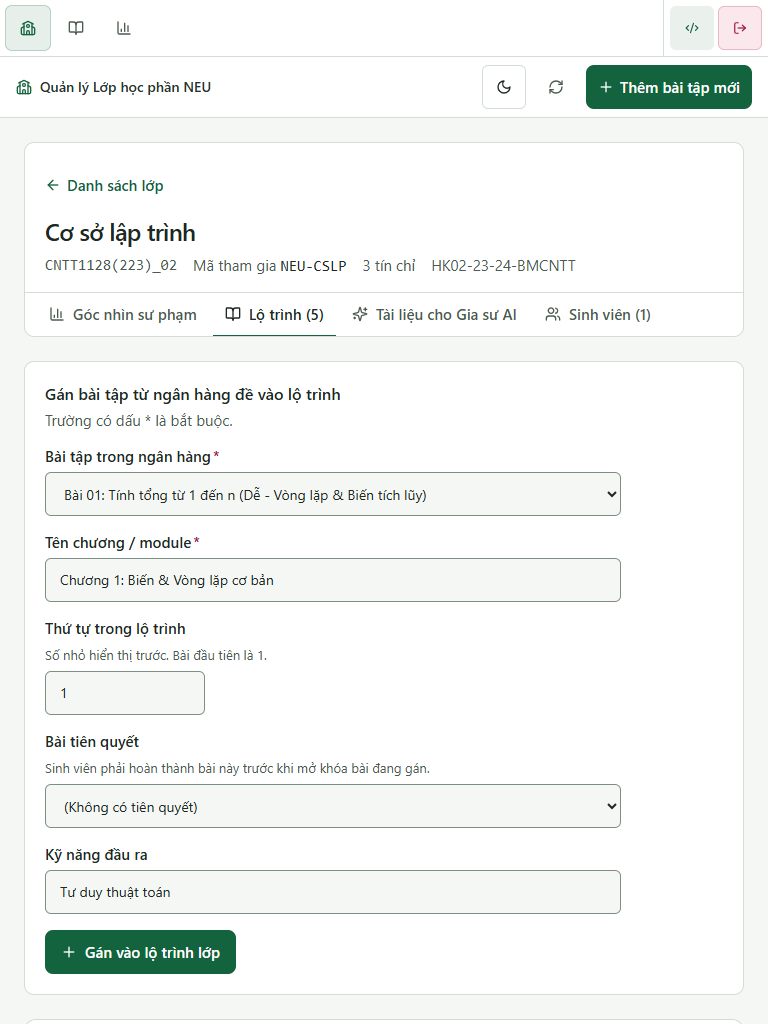 Quản lý Lớp học phần NEU
Thêm bài tập mới
Danh sách lớp
Cơ sở lập trình
CNTT1128(223)_02 Mã tham gia NEU-CSLP 3 tín chỉ HK02-23-24-BMCNTT
Góc nhìn sư phạm Lộ trình (5) Tài liệu cho Gia sư AI Sinh viên (1)
Gán bài tập từ ngân hàng đề vào lộ trình
Trường có dấu * là bắt buộc.
Bài tập trong ngân hàng*
Bài 01: Tính tổng từ 1 đến n (Dễ - Vòng lặp & Biến tích lũy)
Tên chương / module*
Chương 1: Biến & Vòng lặp cơ bản
Thứ tự trong lộ trình
Số nhỏ hiển thị trước. Bài đầu tiên là 1.
1
Bài tiên quyết
Sinh viên phải hoàn thành bài này trước khi mở khóa bài đang gán.
(Không có tiên quyết)
Kỹ năng đầu ra
Tư duy thuật toán
Gán vào lộ trình lớp